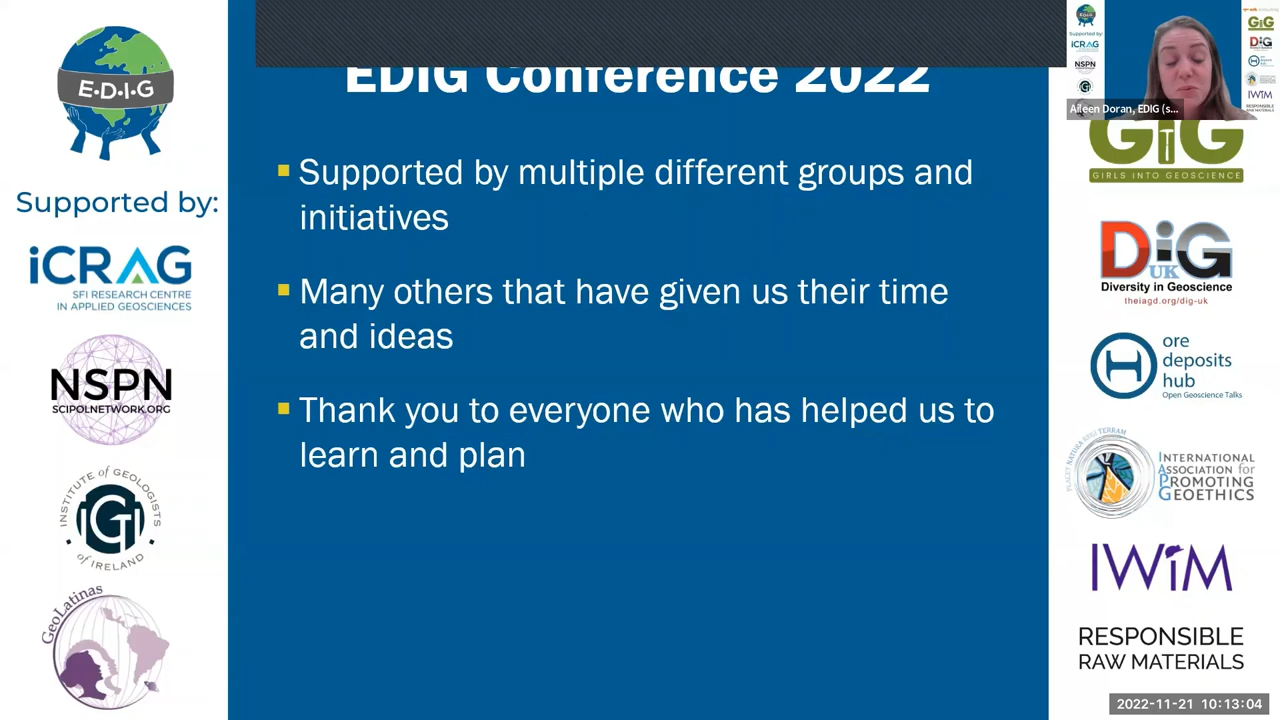 E·D·I·G
Supported by:
iCRAG
SFI RESEARCH CENTRE
IN APPLIED GEOSCIENCES
NSPN
SCIPOLNETWORK.ORG
INSTITUTE of GEOLOGISTS
of IRELAND
IGI
GeoLatinas
EDIG Conference 2022
Supported by multiple different groups and
initiatives
Many others that have given us their time
and ideas
Thank you to everyone who has helped us to
learn and plan
Supported by:
iCRAG
NSPN
GiG
DiG
IWiM
RESPONSIBLE
RAW MATERIALS
Aileen Doran, EDIG (s...
GiG
GIRLS INTO GEOSCIENCE
DiG
UK
Diversity in Geoscience
theiagd.org/dig-uk
ore
deposits
hub
Open Geoscience Talks
INTERNATIONAL
ASSOCIATION for
PROMOTING
GEOETHICS
IWiM
RESPONSIBLE
RAW MATERIALS
2022-11-21 10:13:04